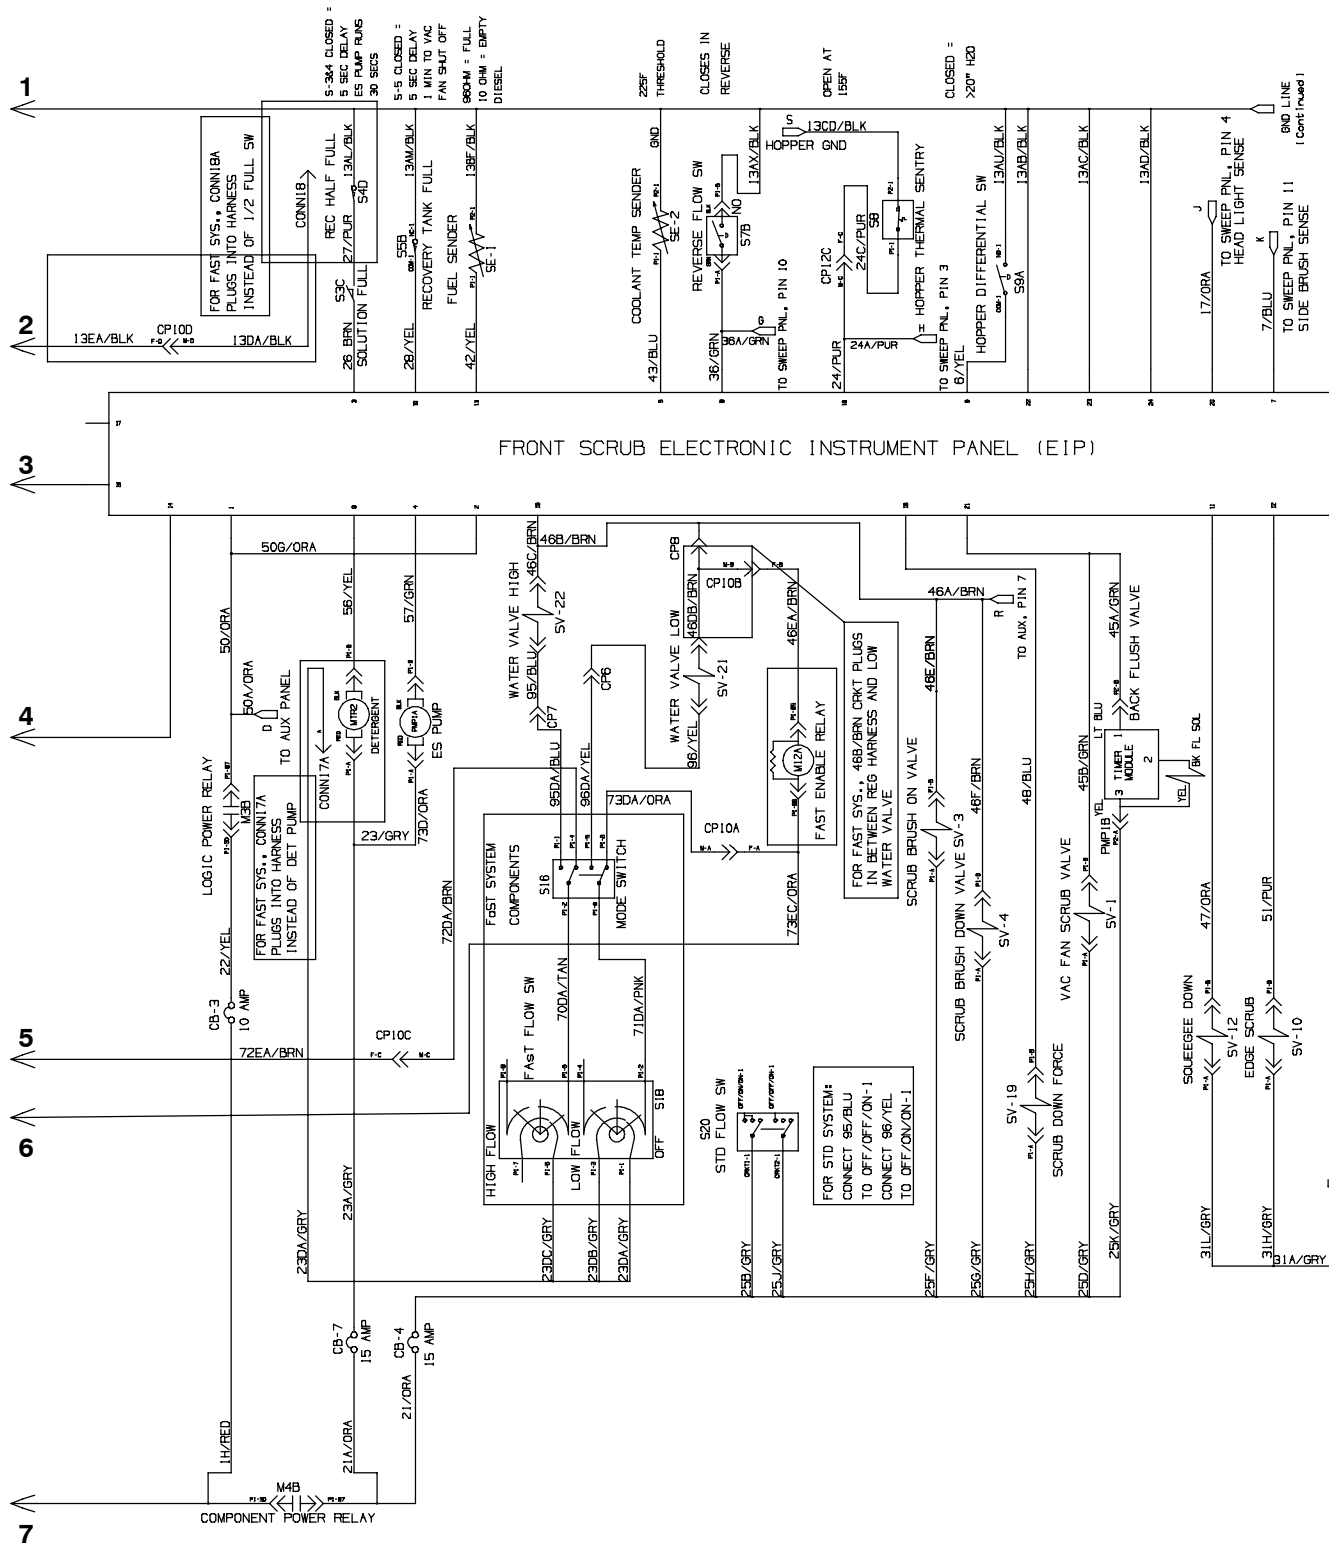 S-3&4 CLOSED =
5 SEC DELAY
ES PUMP RUNS
30 SECS
S-5 CLOSED =
5 SEC DELAY
1 MIN TO VAC
FAN SHUT OFF
960HM = FULL
10 OHM = EMPTY
DIESEL
225F
THRESHOLD
CLOSES IN
REVERSE
OPEN AT
155F
CLOSED =
>20" H2O
1
GND LINE
(Continued)
FOR FAST SYS., CONN18A
PLUGS INTO HARNESS
INSTEAD OF 1/2 FULL SW
CONN18
REC HALF FULL
13AL/BLK
S4D
27/PUR
S3C
26 BRN
SOLUTION FULL
13AM/BLK
S5B
RECOVERY TANK FULL
28/YEL
13BF/BLK
FUEL SENDER
SE-1
42/YEL
GND
COOLANT TEMP SENDER
SE-2
43/BLU
REVERSE FLOW SW
NO
S7B
13AX/BLK
36/GRN
36A/GRN
G
TO SWEEP PNL, PIN 10
S
13CD/BLK
HOPPER GND
CP12C
24C/PUR
S8
HOPPER THERMAL SENTRY
24/PUR
24A/PUR
H
TO SWEEP PNL, PIN 3
6/YEL
HOPPER DIFFERENTIAL SW
S9A
13AU/BLK
13AB/BLK
13AC/BLK
13AD/BLK
J
17/ORA
TO SWEEP PNL, PIN 4
HEAD LIGHT SENSE
K
7/BLU
TO SWEEP PNL, PIN 11
SIDE BRUSH SENSE
2
13EA/BLK
CP10D
F-D
M-D
13DA/BLK
FRONT SCRUB ELECTRONIC INSTRUMENT PANEL (EIP)
3
50G/ORA
50/ORA
50A/ORA
D
TO AUX PANEL
56/YEL
57/GRN
CONN17A
MTR2
DETERGENT
PMP1A
ES PUMP
BLK
RED
BLK
RED
23/GRY
73D/ORA
4
LOGIC POWER RELAY
M3B
FOR FAST SYS., CONN17A
PLUGS INTO HARNESS
INSTEAD OF DET PUMP
22/YEL
CB-3
10 AMP
46C/BRN
46B/BRN
WATER VALVE HIGH
SV-22
95/BLU
CP7
CP6
95DA/BLU
96DA/YEL
73DA/ORA
CP8
46DB/BRN
WATER VALVE LOW
SV-21
96/YEL
CP10B
M-B
F-B
46EA/BRN
FAST ENABLE RELAY
M12A
CP10A
M-A
F-A
73EC/ORA
FOR FAST SYS., 46B/BRN CRKT PLUGS
IN BETWEEN REG HARNESS AND LOW
WATER VALVE
46A/BRN
R
TO AUX, PIN 7
46E/BRN
SCRUB BRUSH ON VALVE
SV-3
SCRUB BRUSH DOWN VALVE
46F/BRN
SV-4
48/BLU
SV-19
SCRUB DOWN FORCE
45A/GRN
45B/GRN
VAC FAN SCRUB VALVE
SV-1
BACK FLUSH VALVE
LT BLU
TIMER
MODULE
1
2
3
YEL
YEL
BK FL SOL
PMP1B
47/ORA
51/PUR
SQUEEGEE DOWN
SV-12
EDGE SCRUB
SV-10
FaST SYSTEM
COMPONENTS
S16
MODE SWITCH
72DA/BRN
70DA/TAN
71DA/PNK
FAST FLOW SW
HIGH FLOW
LOW FLOW
OFF
S18
5
72EA/BRN
CP10C
F-C
M-C
6
S20
STD FLOW SW
FOR STD SYSTEM:
CONNECT 95/BLU
TO OFF/OFF/ON-1
CONNECT 96/YEL
TO OFF/ON/ON-1
23DA/GRY
23A/GRY
23DC/GRY
23DB/GRY
23DA/GRY
25B/GRY
25J/GRY
25F/GRY
25G/GRY
25H/GRY
25D/GRY
25K/GRY
31L/GRY
31H/GRY
31A/GRY
CB-7
15 AMP
CB-4
15 AMP
21/ORA
1H/RED
21A/ORA
M4B
COMPONENT POWER RELAY
7